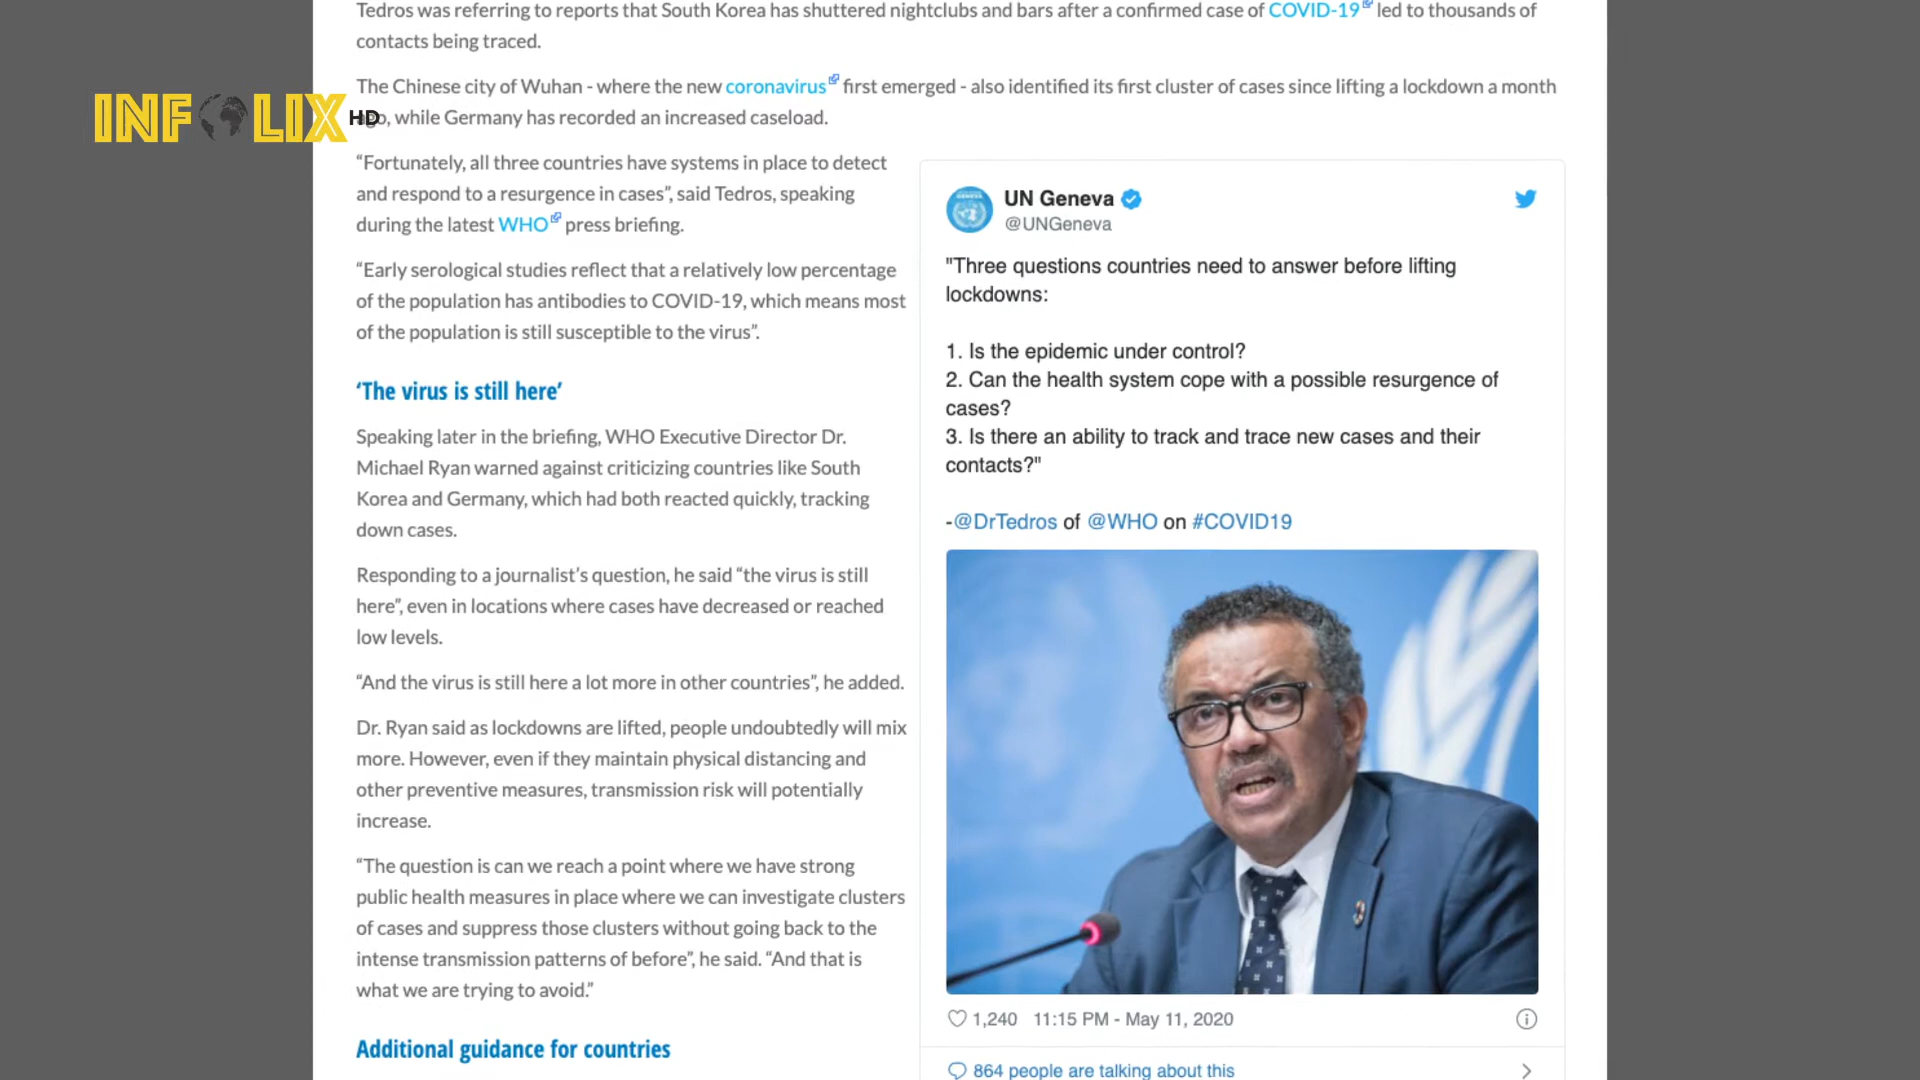 Tedros was referring to reports that South Korea has shuttered nightclubs and bars after a confirmed case of COVID-19 led to thousands of
contacts being traced.
The Chinese city of Wuhan - where the new coronavirus first emerged - also identified its first cluster of cases since lifting a lockdown a month
ago, while Germany has recorded an increased caseload.
INFOLIX HD
“Fortunately, all three countries have systems in place to detect
and respond to a resurgence in cases”, said Tedros, speaking
during the latest WHO press briefing.
“Early serological studies reflect that a relatively low percentage
of the population has antibodies to COVID-19, which means most
of the population is still susceptible to the virus”.
‘The virus is still here’
Speaking later in the briefing, WHO Executive Director Dr.
Michael Ryan warned against criticizing countries like South
Korea and Germany, which had both reacted quickly, tracking
down cases.
Responding to a journalist’s question, he said “the virus is still
here”, even in locations where cases have decreased or reached
low levels.
“And the virus is still here a lot more in other countries”, he added.
Dr. Ryan said as lockdowns are lifted, people undoubtedly will mix
more. However, even if they maintain physical distancing and
other preventive measures, transmission risk will potentially
increase.
“The question is can we reach a point where we have strong
public health measures in place where we can investigate clusters
of cases and suppress those clusters without going back to the
intense transmission patterns of before”, he said. “And that is
what we are trying to avoid.”
Additional guidance for countries
UN Geneva
@UNGeneva
"Three questions countries need to answer before lifting
lockdowns:
1. Is the epidemic under control?
2. Can the health system cope with a possible resurgence of
cases?
3. Is there an ability to track and trace new cases and their
contacts?"
-@DrTedros of @WHO on #COVID19
1,240 11:15 PM - May 11, 2020
864 people are talking about this